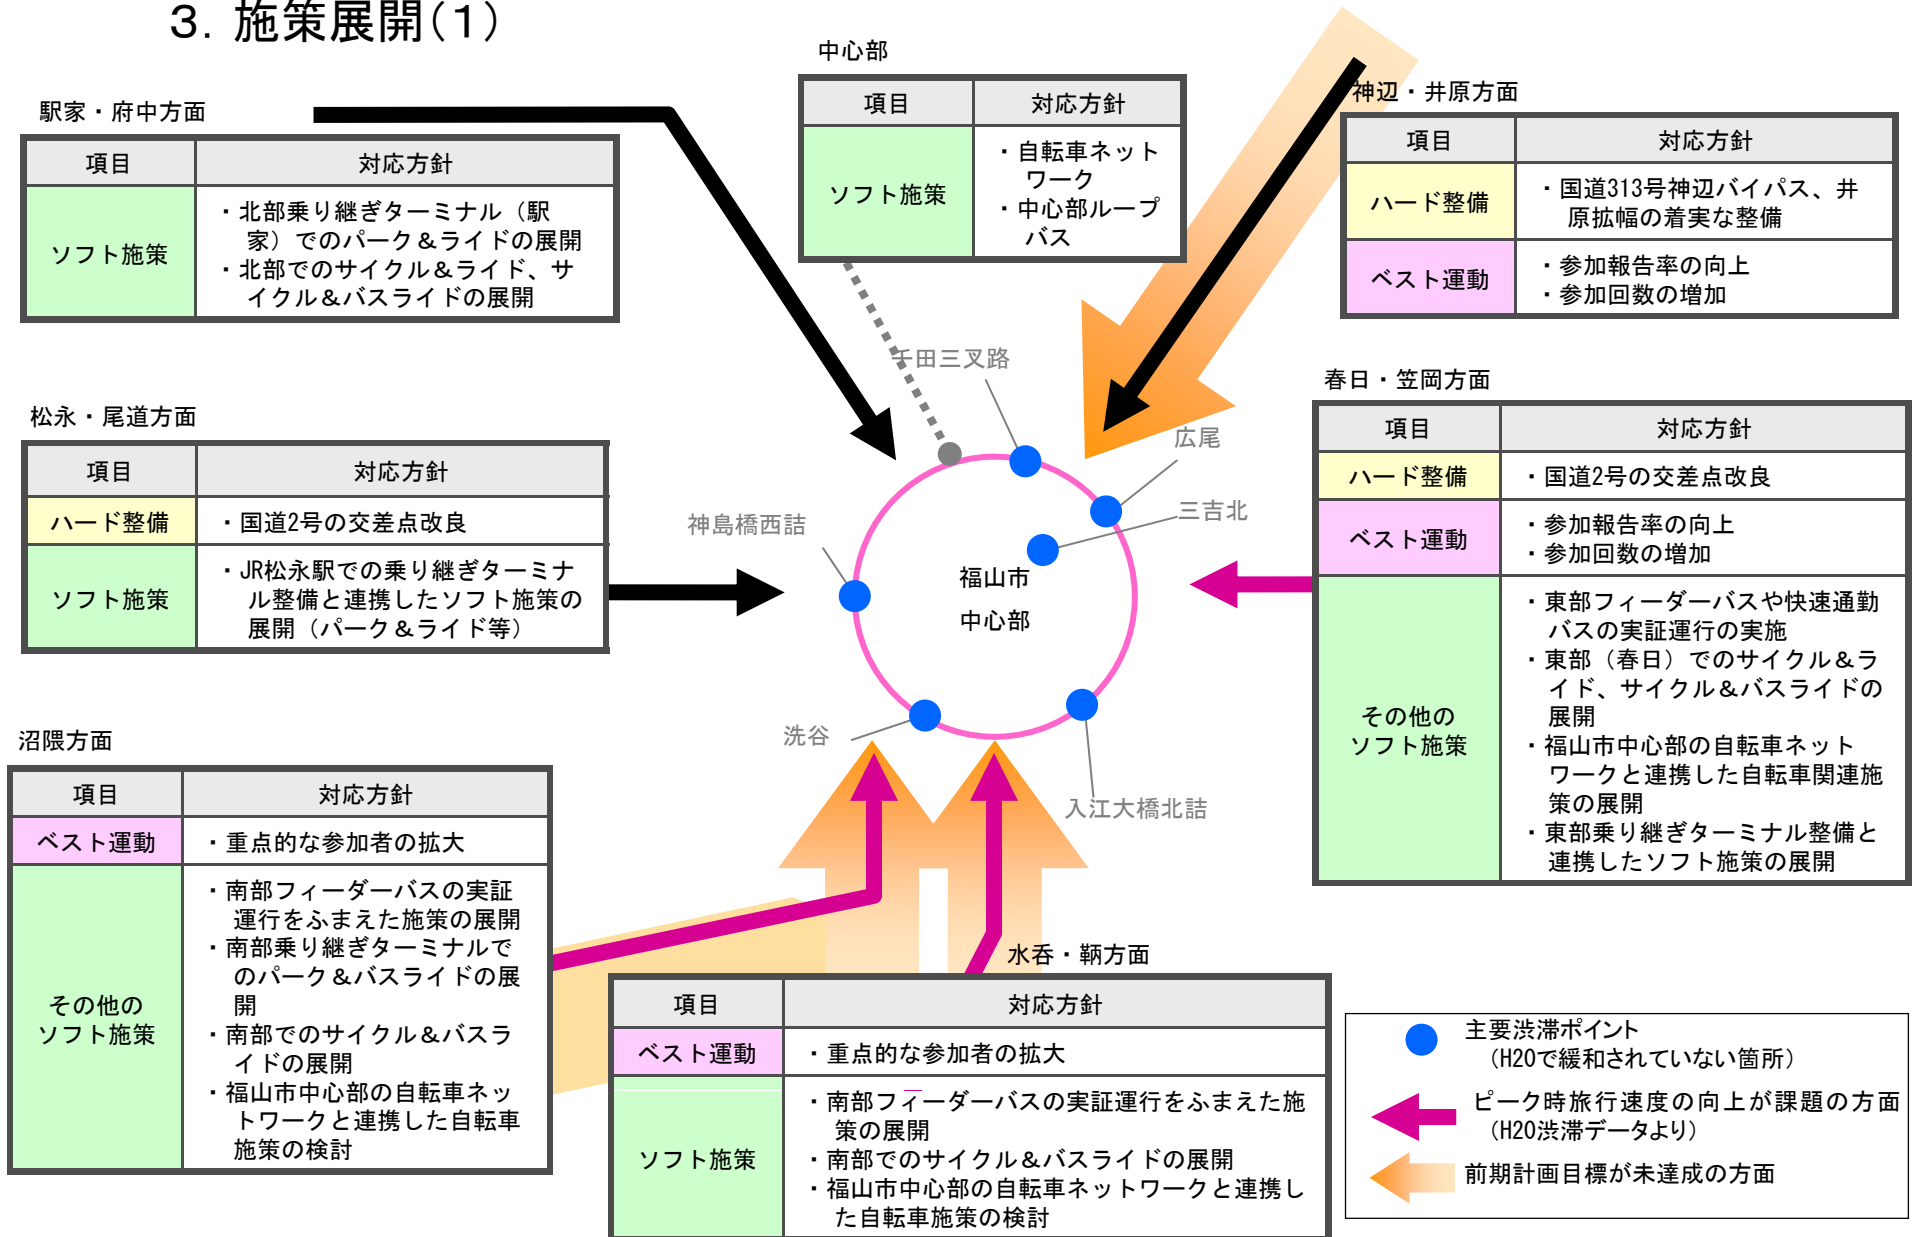 ３．施策展開（１）
駅家・府中方面
項目
対応方針
ソフト施策
・北部乗り継ぎターミナル（駅
家）でのパーク＆ライドの展開
・北部でのサイクル＆ライド、サ
イクル＆バスライドの展開
中心部
項目
対応方針
ソフト施策
・自転車ネット
ワーク
・中心部ループ
バス
神辺・井原方面
項目
対応方針
ハード整備
・国道313号神辺バイパス、井
原拡幅の着実な整備
ベスト運動
・参加報告率の向上
・参加回数の増加
松永・尾道方面
項目
対応方針
ハード整備
・国道2号の交差点改良
ソフト施策
・JR松永駅での乗り継ぎターミナ
ル整備と連携したソフト施策の
展開（パーク＆ライド等）
千田三叉路
広尾
三吉北
神島橋西詰
福山市
中心部
洗谷
入江大橋北詰
春日・笠岡方面
項目
対応方針
ハード整備
・国道2号の交差点改良
ベスト運動
・参加報告率の向上
・参加回数の増加
その他の
ソフト施策
・東部フィーダーバスや快速通勤
バスの実証運行の実施
・東部（春日）でのサイクル＆ラ
イド、サイクル＆バスライドの
展開
・福山市中心部の自転車ネット
ワークと連携した自転車関連施
策の展開
・東部乗り継ぎターミナル整備と
連携したソフト施策の展開
沼隈方面
項目
対応方針
ベスト運動
・重点的な参加者の拡大
その他の
ソフト施策
・南部フィーダーバスの実証
運行をふまえた施策の展開
・南部乗り継ぎターミナルで
のパーク＆バスライドの展
開
・南部でのサイクル＆バスラ
イドの展開
・福山市中心部の自転車ネッ
トワークと連携した自転車
施策の検討
水呑・鞆方面
項目
対応方針
ベスト運動
・重点的な参加者の拡大
ソフト施策
・南部フィーダーバスの実証運行をふまえた施
策の展開
・南部でのサイクル＆バスライドの展開
・福山市中心部の自転車ネットワークと連携し
た自転車施策の検討
主要渋滞ポイント
（H20で緩和されていない箇所）
ピーク時旅行速度の向上が課題の方面
（H20渋滞データより）
前期計画目標が未達成の方面